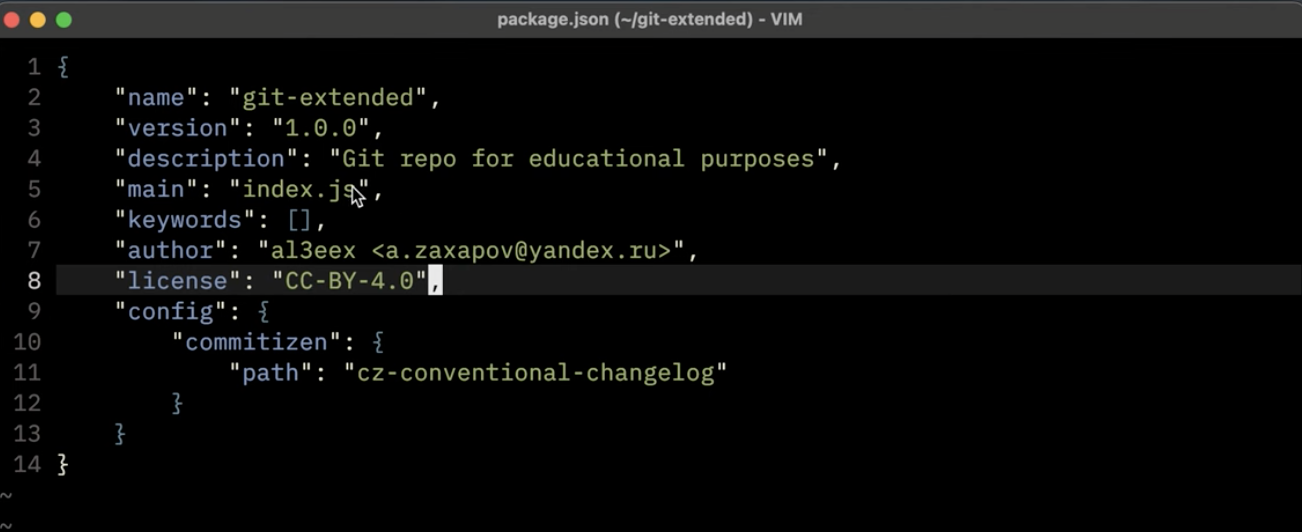 package.json (~/git-extended) - VIM
1 {
2     "name": "git-extended",
3     "version": "1.0.0",
4     "description": "Git repo for educational purposes",
5     "main": "index.js",
6     "keywords": [],
7     "author": "al3eex <a.zaxapov@yandex.ru>",
8     "license": "CC-BY-4.0",
9     "config": {
10         "commitizen": {
11             "path": "cz-conventional-changelog"
12         }
13     }
14 }
~
~